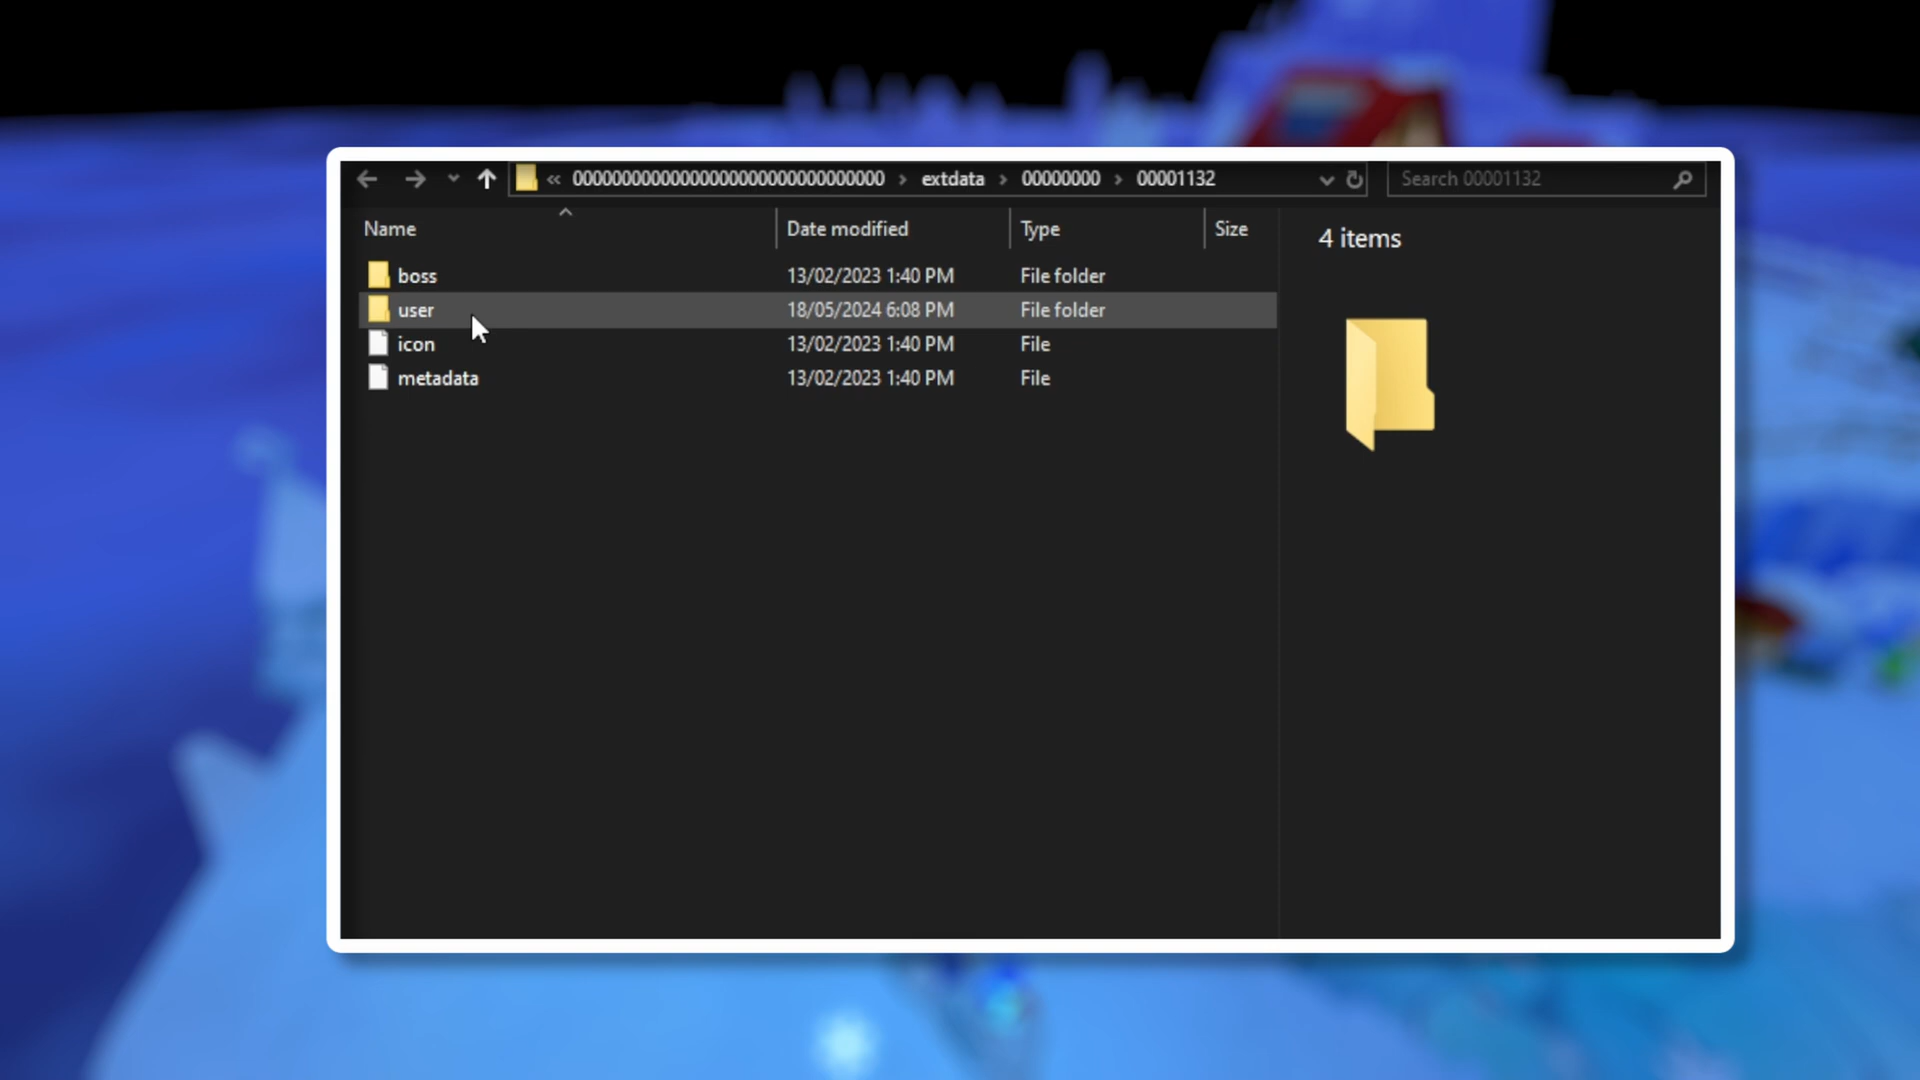 « 00000000000000000000000000000000 › extdata › 00000000 › 00001132 Search 00001132
Name Date modified Type Size
4 items
boss 13/02/2023 1:40 PM File folder
user 18/05/2024 6:08 PM File folder
icon 13/02/2023 1:40 PM File
metadata 13/02/2023 1:40 PM File